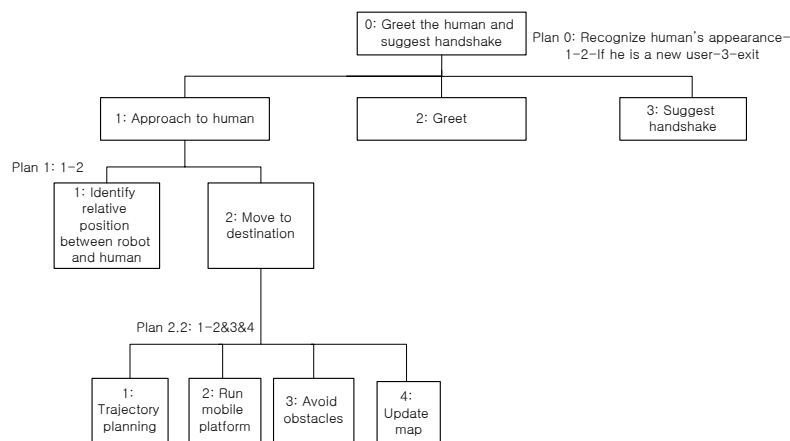 0: Greet the human and
suggest handshake
Plan 0: Recognize human's appearance-
1-2-If he is a new user-3-exit
1: Approach to human
2: Greet
3: Suggest
handshake
Plan 1: 1-2
1: Identify
relative
position
between robot
and human
2: Move to
destination
Plan 2.2: 1-2&3&4
1:
Trajectory
planning
2: Run
mobile
platform
3: Avoid
obstacles
4:
Update
map